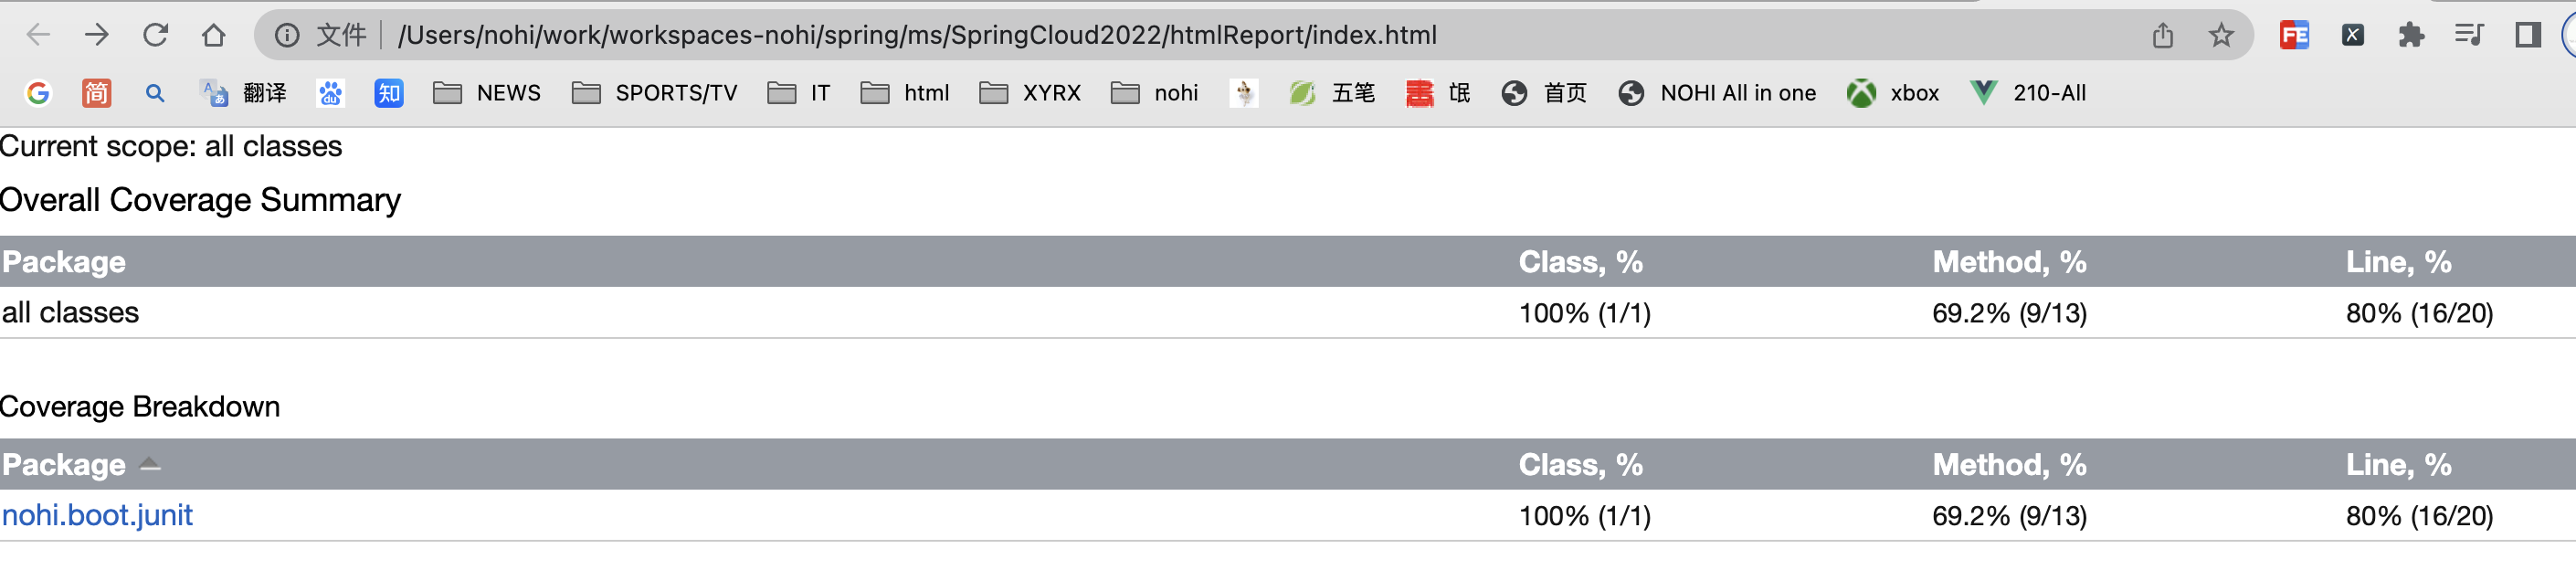 文件 /Users/nohi/work/workspaces-nohi/spring/ms/SpringCloud2022/htmlReport/index.html FE X
G 简 翻译 du 知 NEWS SPORTS/TV IT html XYRX nohi 五笔 書 氓 首页 NOHI All in one xbox 210-All
Current scope: all classes
Overall Coverage Summary
Package Class, % Method, % Line, %
all classes 100% (1/1) 69.2% (9/13) 80% (16/20)
Coverage Breakdown
Package Class, % Method, % Line, %
nohi.boot.junit 100% (1/1) 69.2% (9/13) 80% (16/20)